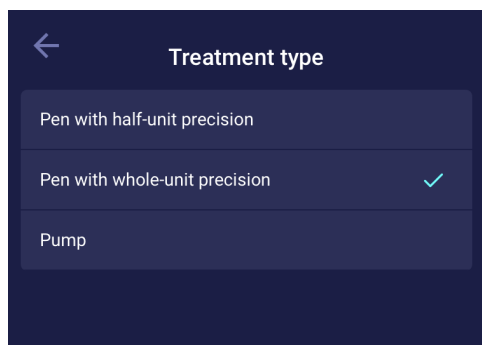 Treatment type
Pen with half-unit precision
Pen with whole-unit precision
Pump